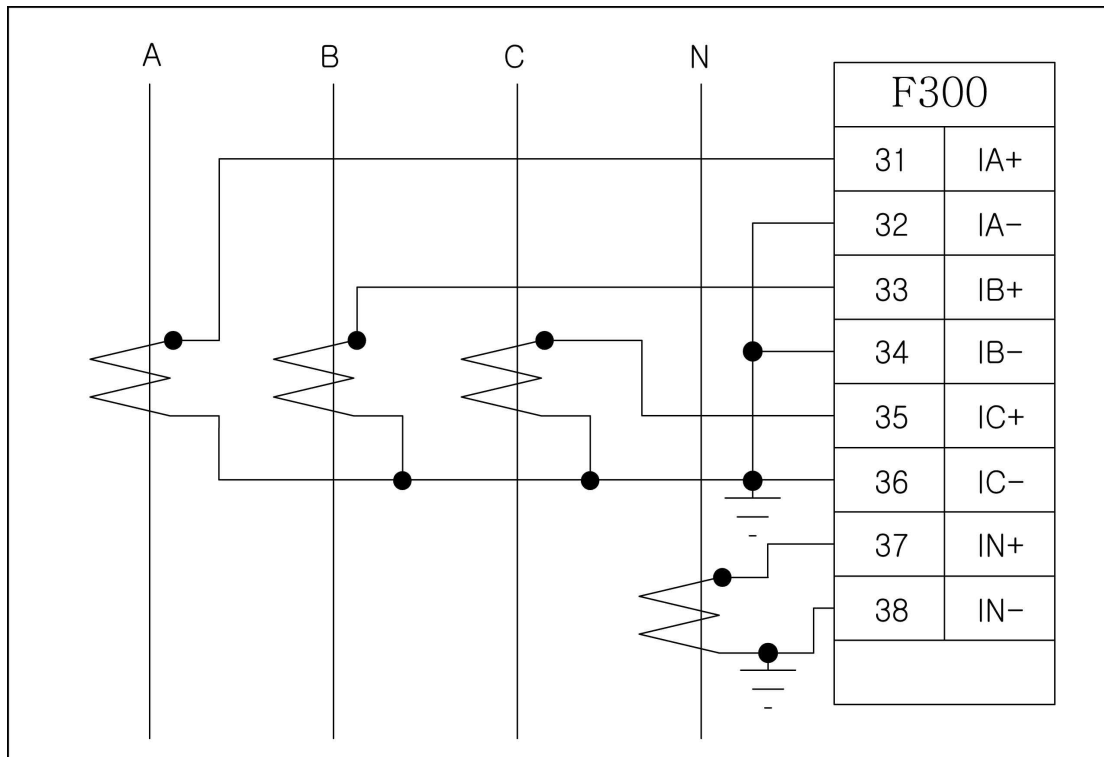 A B C N
F300
31 IA+
32 IA-
33 IB+
34 IB-
35 IC+
36 IC-
37 IN+
38 IN-